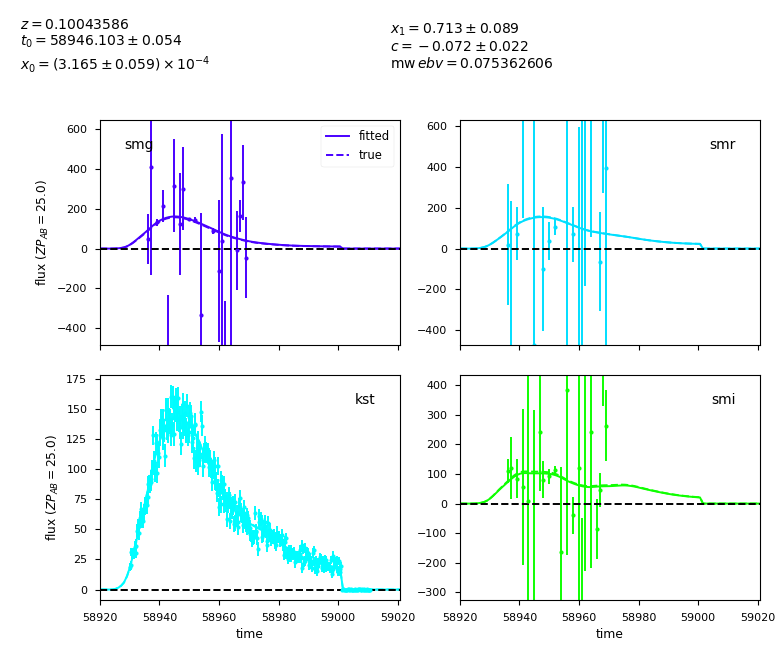 z = 0.10043586
t₀ = 58946.103 ± 0.054
x₀ = (3.165 ± 0.059) × 10⁻⁴
x₁ = 0.713 ± 0.089
c = −0.072 ± 0.022
mw ebv = 0.075362606
smg
fitted
true
600
400
200
0
−200
−400
flux (ZP_AB = 25.0)
smr
600
400
200
0
−200
−400
kst
175
150
125
100
75
50
25
0
flux (ZP_AB = 25.0)
58920 58940 58960 58980 59000 59020
time
smi
400
300
200
100
0
−100
−200
−300
58920 58940 58960 58980 59000 59020
time